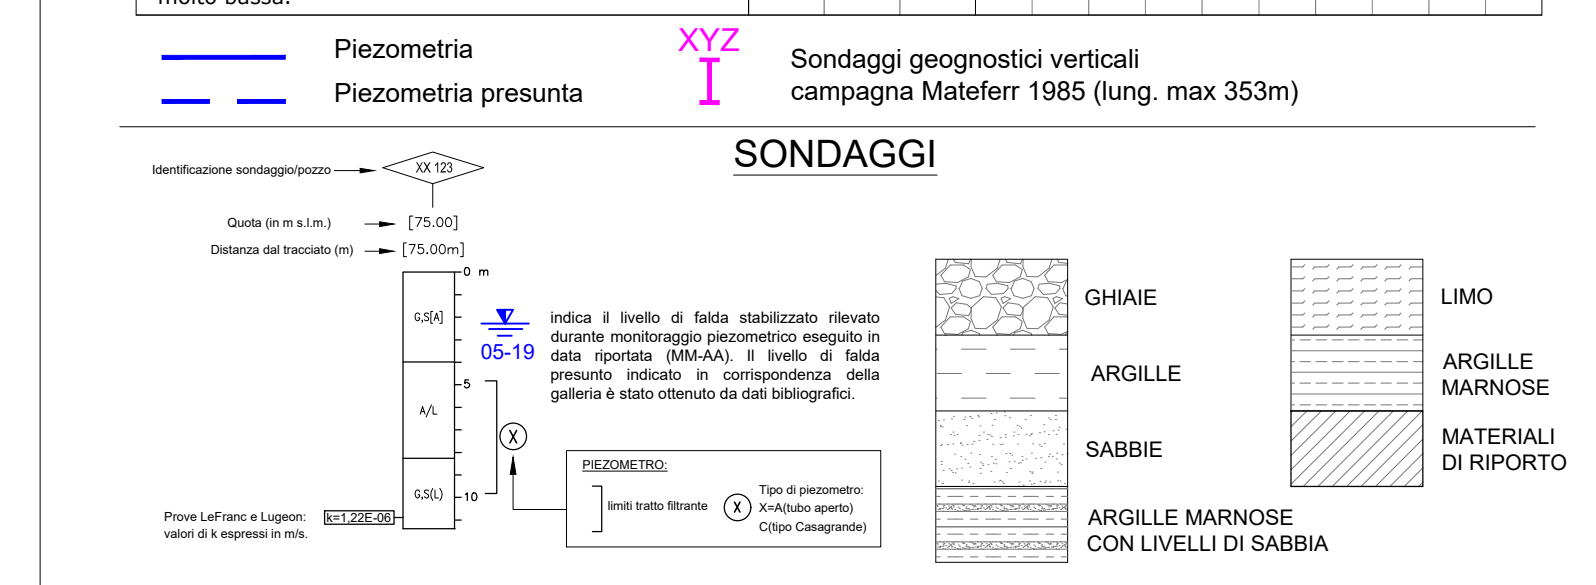 molto bassa.
Piezometria
Piezometria presunta
XYZ
Sondaggi geognostici verticali
campagna Mateferr 1985 (lung. max 353m)
SONDAGGI
Identificazione sondaggio/pozzo
XX 123
Quota (in m s.l.m.)
[75.00]
Distanza dal tracciato (m)
[75.00m]
0 m
G,S[A]
5
A/L
G,S(L)
10
Prove LeFranc e Lugeon:
valori di k espressi in m/s.
k=1,22E-06
05-19
indica il livello di falda stabilizzato rilevato
durante monitoraggio piezometrico eseguito in
data riportata (MM-AA). Il livello di falda
presunto indicato in corrispondenza della
galleria è stato ottenuto da dati bibliografici.
X
PIEZOMETRO:
limiti tratto filtrante
X
Tipo di piezometro:
X=A(tubo aperto)
C(tipo Casagrande)
GHIAIE
ARGILLE
SABBIE
ARGILLE MARNOSE
CON LIVELLI DI SABBIA
LIMO
ARGILLE
MARNOSE
MATERIALI
DI RIPORTO